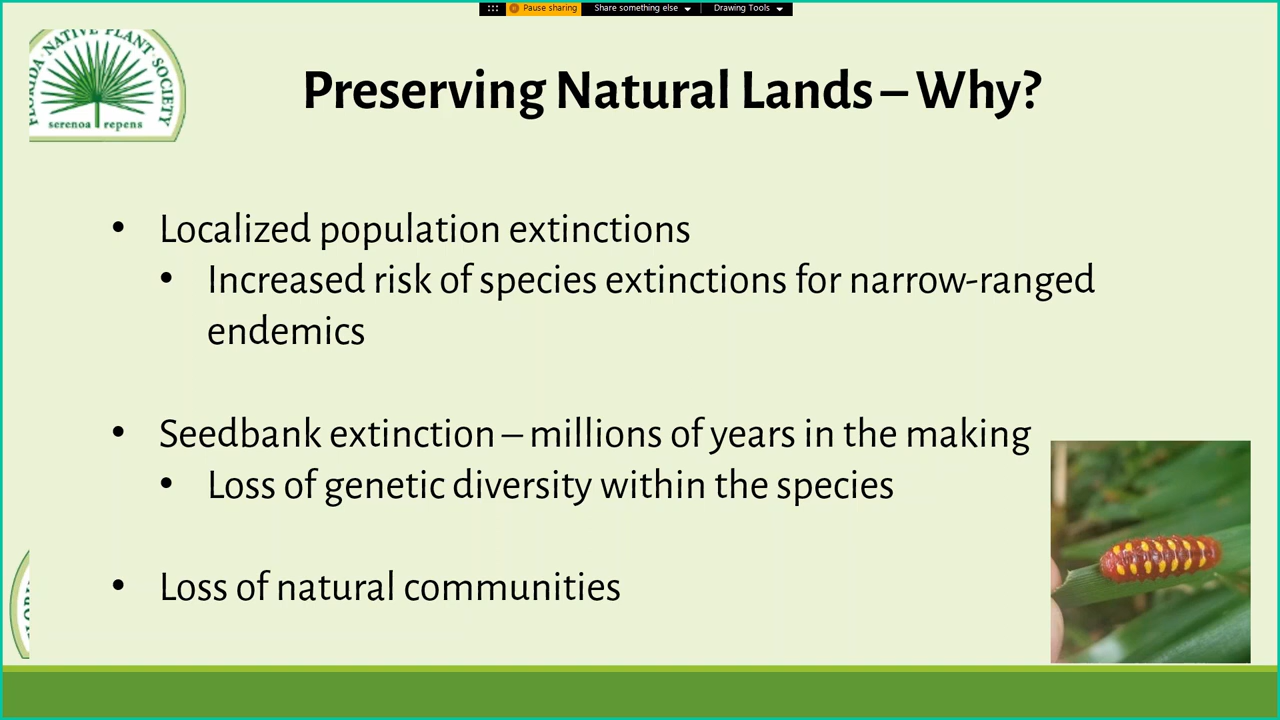 Pause sharing Share something else Drawing Tools
FLORIDA NATIVE PLANT SOCIETY
serenoa repens
Preserving Natural Lands – Why?
• Localized population extinctions
• Increased risk of species extinctions for narrow-ranged
endemics
• Seedbank extinction – millions of years in the making
• Loss of genetic diversity within the species
• Loss of natural communities